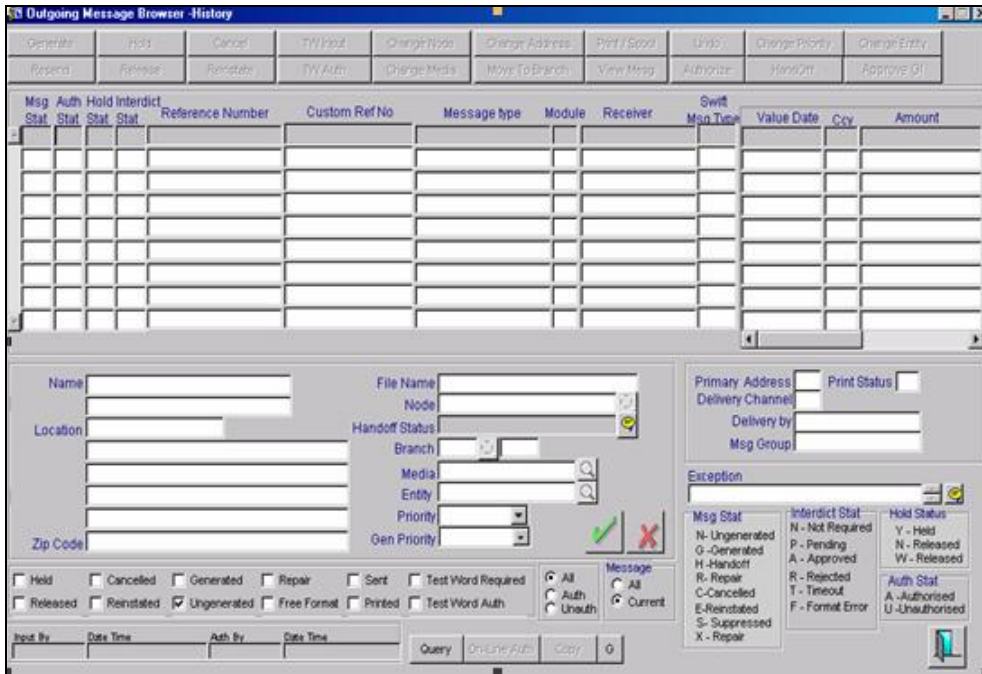 Outgoing Message Browser -History
Generate Hold Cancel TW Input Change Node Change Address Print / Spool Undo Change Priority Change Entity
Resend Release Reinstate TW Auth Change Media Move To Branch View Mesg Authorize HandOff Approve GI
Msg Stat Auth Stat Hold Stat Interdict Stat Reference Number Custom Ref No Message type Module Receiver Swift Msg Type Value Date Ccy Amount
Name
Location
Zip Code
File Name
Node
Handoff Status
Branch
Media
Entity
Priority
Gen Priority
Primary Address Print Status
Delivery Channel
Delivery by
Msg Group
Exception
Msg Stat
N- Ungenerated
G -Generated
H -Handoff
R- Repair
C-Cancelled
E-Reinstated
S- Suppressed
X - Repair
Interdict Stat
N - Not Required
P - Pending
A - Approved
R - Rejected
T - Timeout
F - Format Error
Hold Status
Y - Held
N - Released
W - Released
Auth Stat
A -Authorised
U -Unauthorised
Held Cancelled Generated Repair Sent Test Word Required
Released Reinstated Ungenerated Free Format Printed Test Word Auth
All
Auth
Unauth
Message
All
Current
Input By Date Time Auth By Date Time
Query On-Line Auth Copy G